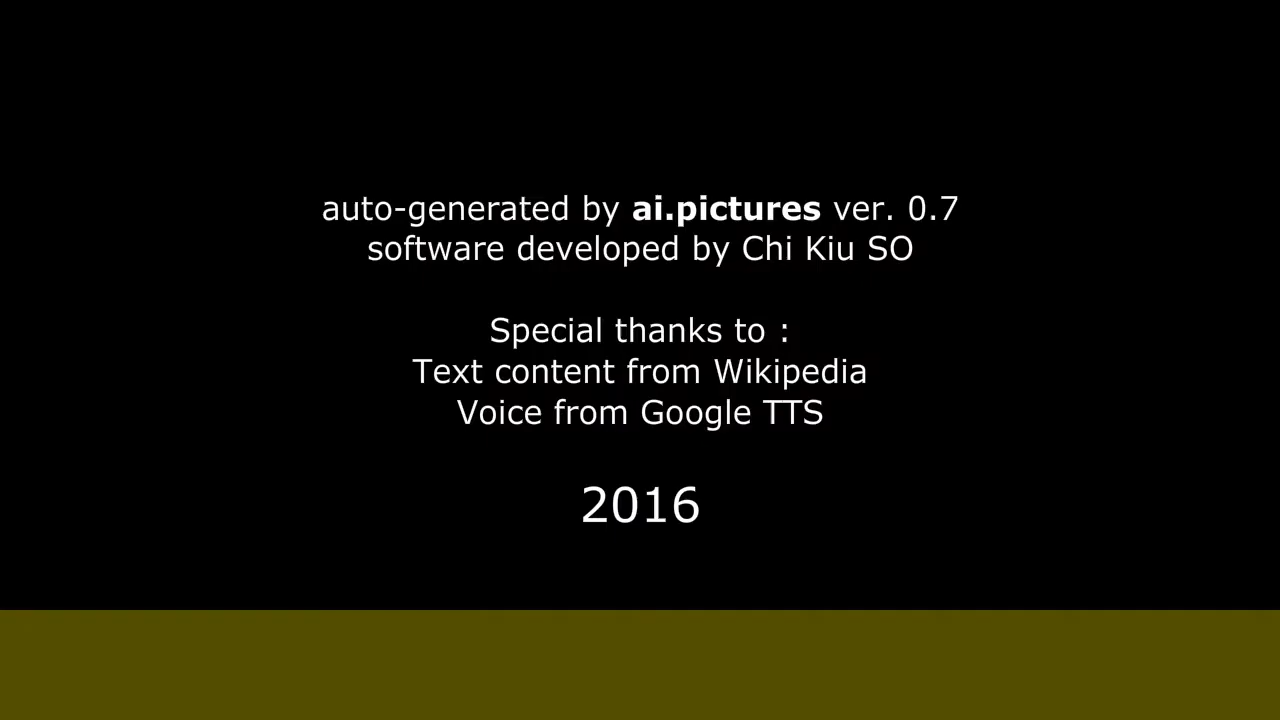 auto-generated by ai.pictures ver. 0.7
software developed by Chi Kiu SO
Special thanks to :
Text content from Wikipedia
Voice from Google TTS
2016